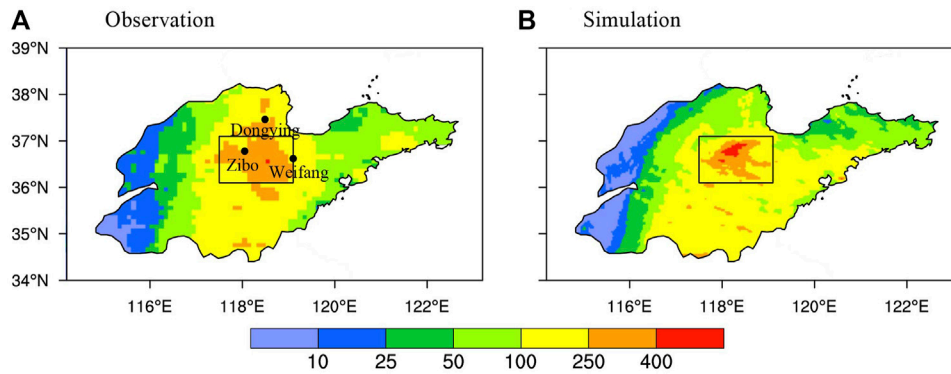 A Observation
B Simulation
39°N
38°N
37°N
36°N
35°N
34°N
Dongying
Zibo
Weifang
116°E 118°E 120°E 122°E
116°E 118°E 120°E 122°E
10 25 50 100 250 400